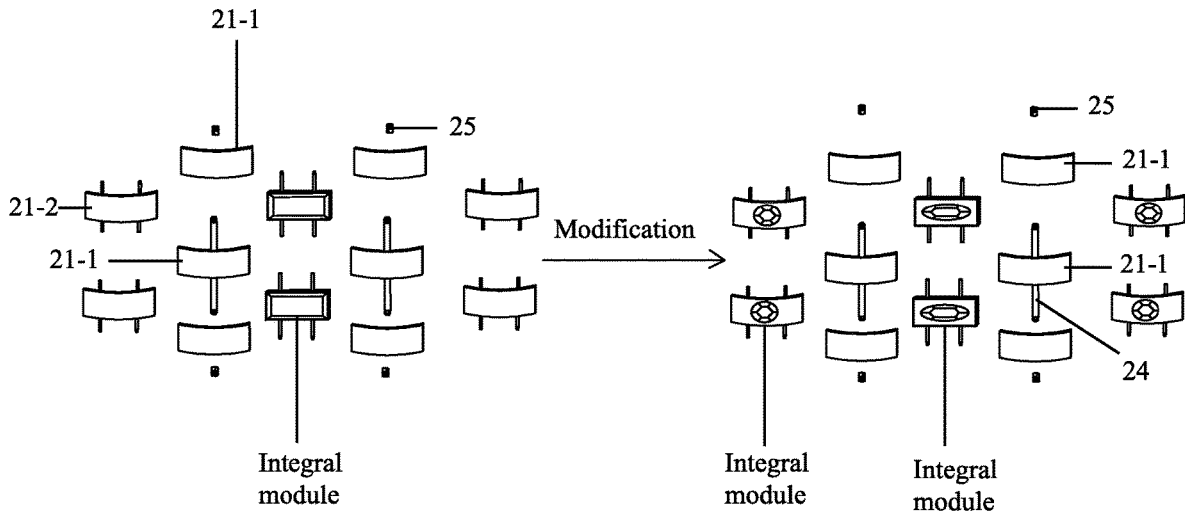 21-1
25
21-2
21-1
Integral
module
Modification
25
21-1
21-1
24
Integral
module
Integral
module